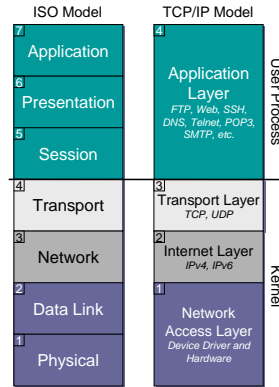 ISO Model
TCP/IP Model
7
Application
6
Presentation
5
Session
4
Transport
3
Network
2
Data Link
1
Physical
4
Application
Layer
FTP, Web, SSH,
DNS, Telnet, POP3,
SMTP, etc.
3
Transport Layer
TCP, UDP
2
Internet Layer
IPv4, IPv6
1
Network
Access Layer
Device Driver and
Hardware
User Process
Kernel